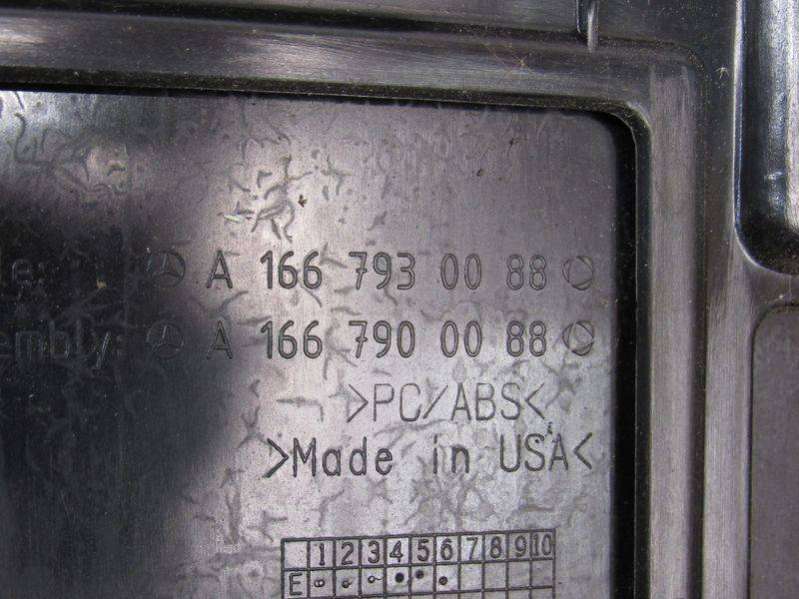 A 166 793 00 88
embly: A 166 790 00 88
>PC/ABS<
>Made in USA<
1 2 3 4 5 6 7 8 9 10
E